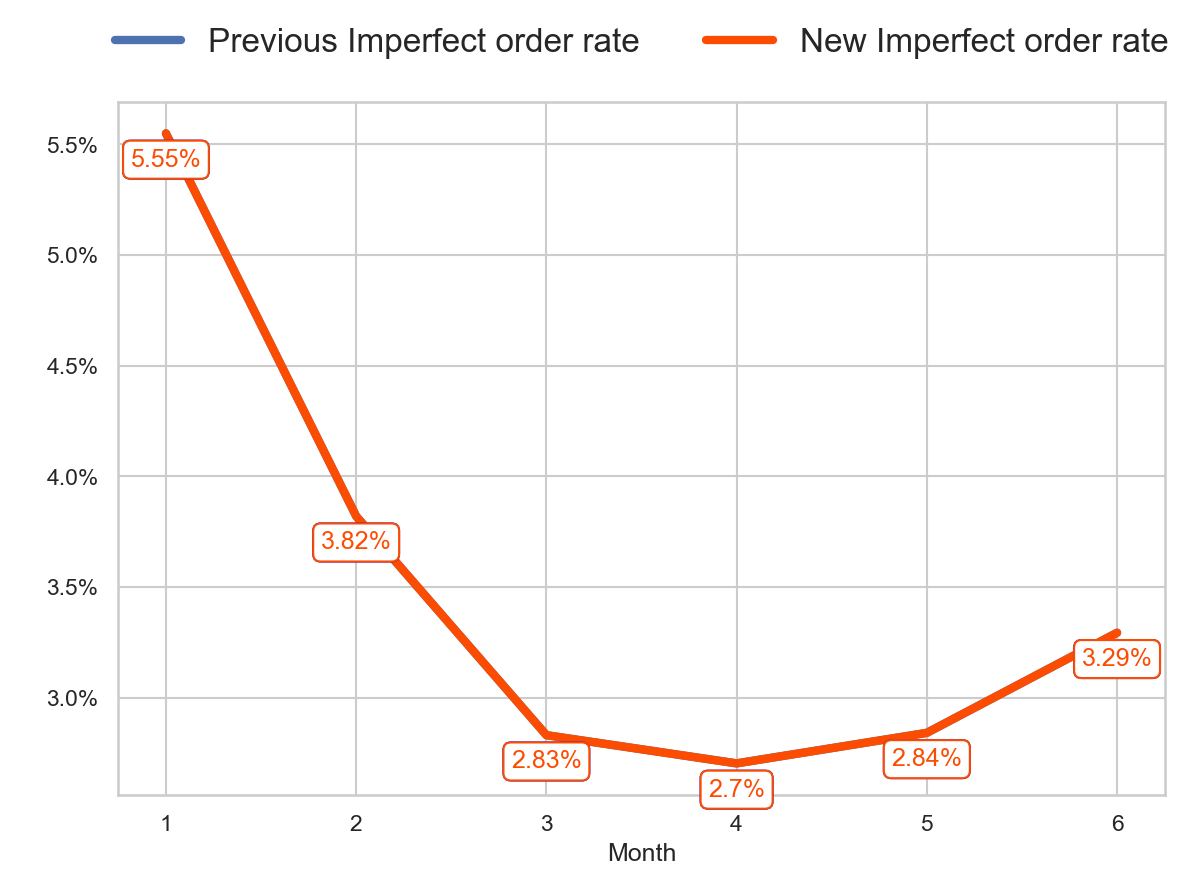 Previous Imperfect order rate New Imperfect order rate
5.5%
5.55%
5.0%
4.5%
4.0%
3.82%
3.5%
3.29%
3.0%
2.83% 2.7% 2.84%
1 2 3 4 5 6
Month